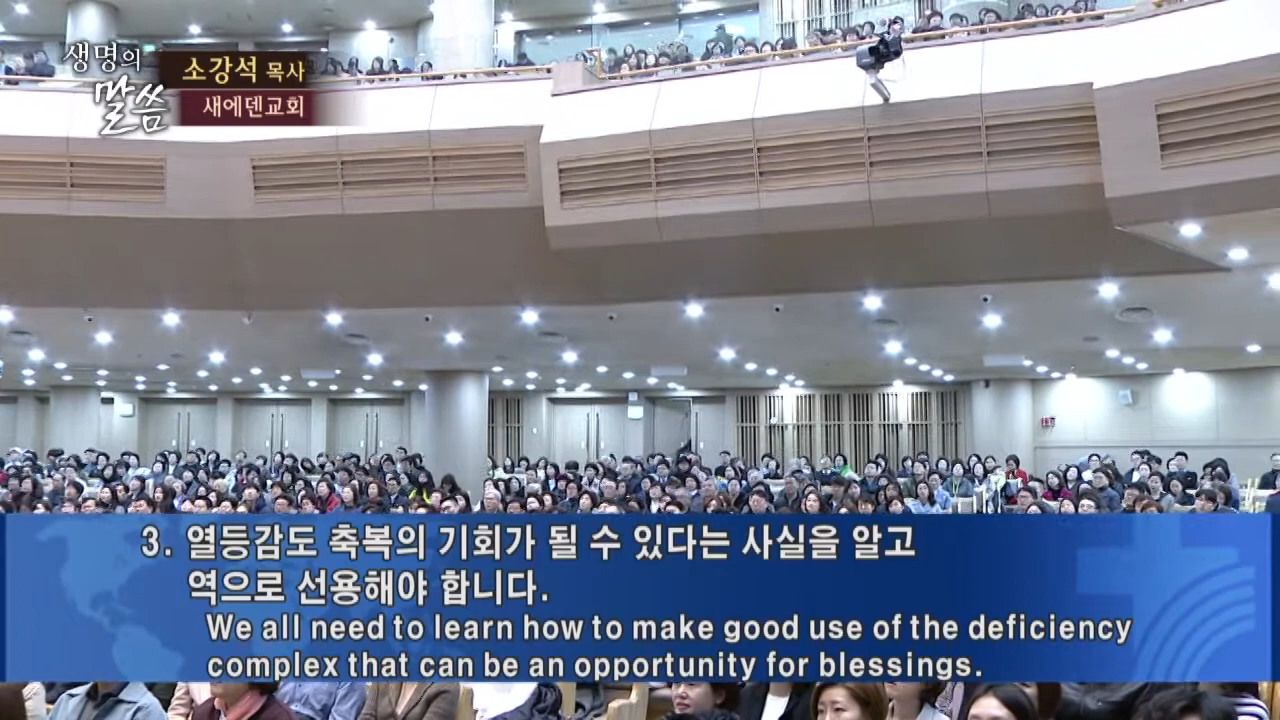 생명의
말씀
소강석 목사
새에덴교회
3. 열등감도 축복의 기회가 될 수 있다는 사실을 알고
역으로 선용해야 합니다.
We all need to learn how to make good use of the deficiency
complex that can be an opportunity for blessings.